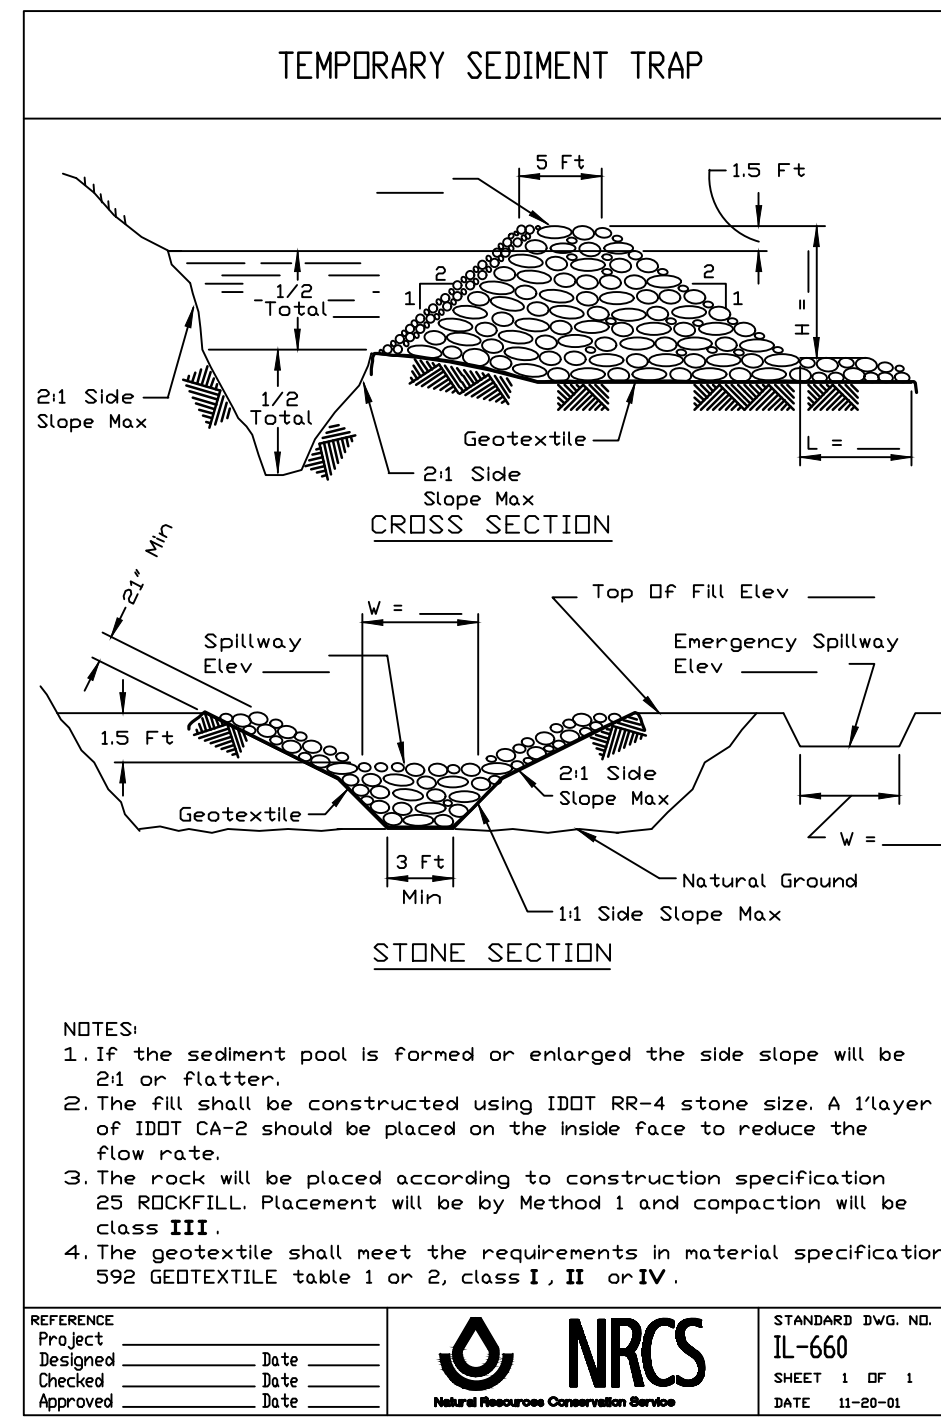 TEMPORARY SEDIMENT TRAP
5 Ft
1.5 Ft
2
1
2
1
H =
1/2
Total
1/2
Total
2:1 Side
Slope Max
Geotextile
L =
2:1 Side
Slope Max
CROSS SECTION
21" Min
W =
Top Of Fill Elev
Spillway
Elev
Emergency Spillway
Elev
1.5 Ft
2:1 Side
Slope Max
Geotextile
3 Ft
Min
W =
Natural Ground
1:1 Side Slope Max
STONE SECTION
NOTES:
1. If the sediment pool is formed or enlarged the side slope will be
2:1 or flatter.
2. The fill shall be constructed using IDOT RR-4 stone size. A 1'layer
of IDOT CA-2 should be placed on the inside face to reduce the
flow rate.
3. The rock will be placed according to construction specification
25 ROCKFILL. Placement will be by Method 1 and compaction will be
class III.
4. The geotextile shall meet the requirements in material specification
592 GEOTEXTILE table 1 or 2, class I, II or IV.
REFERENCE
Project
Designed Date
Checked Date
Approved Date
NRCS
Natural Resources Conservation Service
STANDARD DWG. NO.
IL-660
SHEET 1 OF 1
DATE 11-20-01